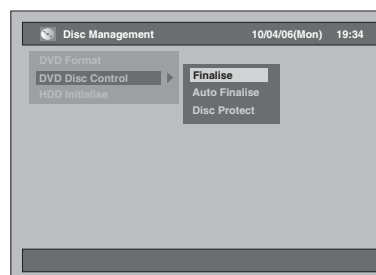 Disc Management 10/04/06(Mon) 19:34
DVD Format
DVD Disc Control
HDD Initialise
Finalise
Auto Finalise
Disc Protect